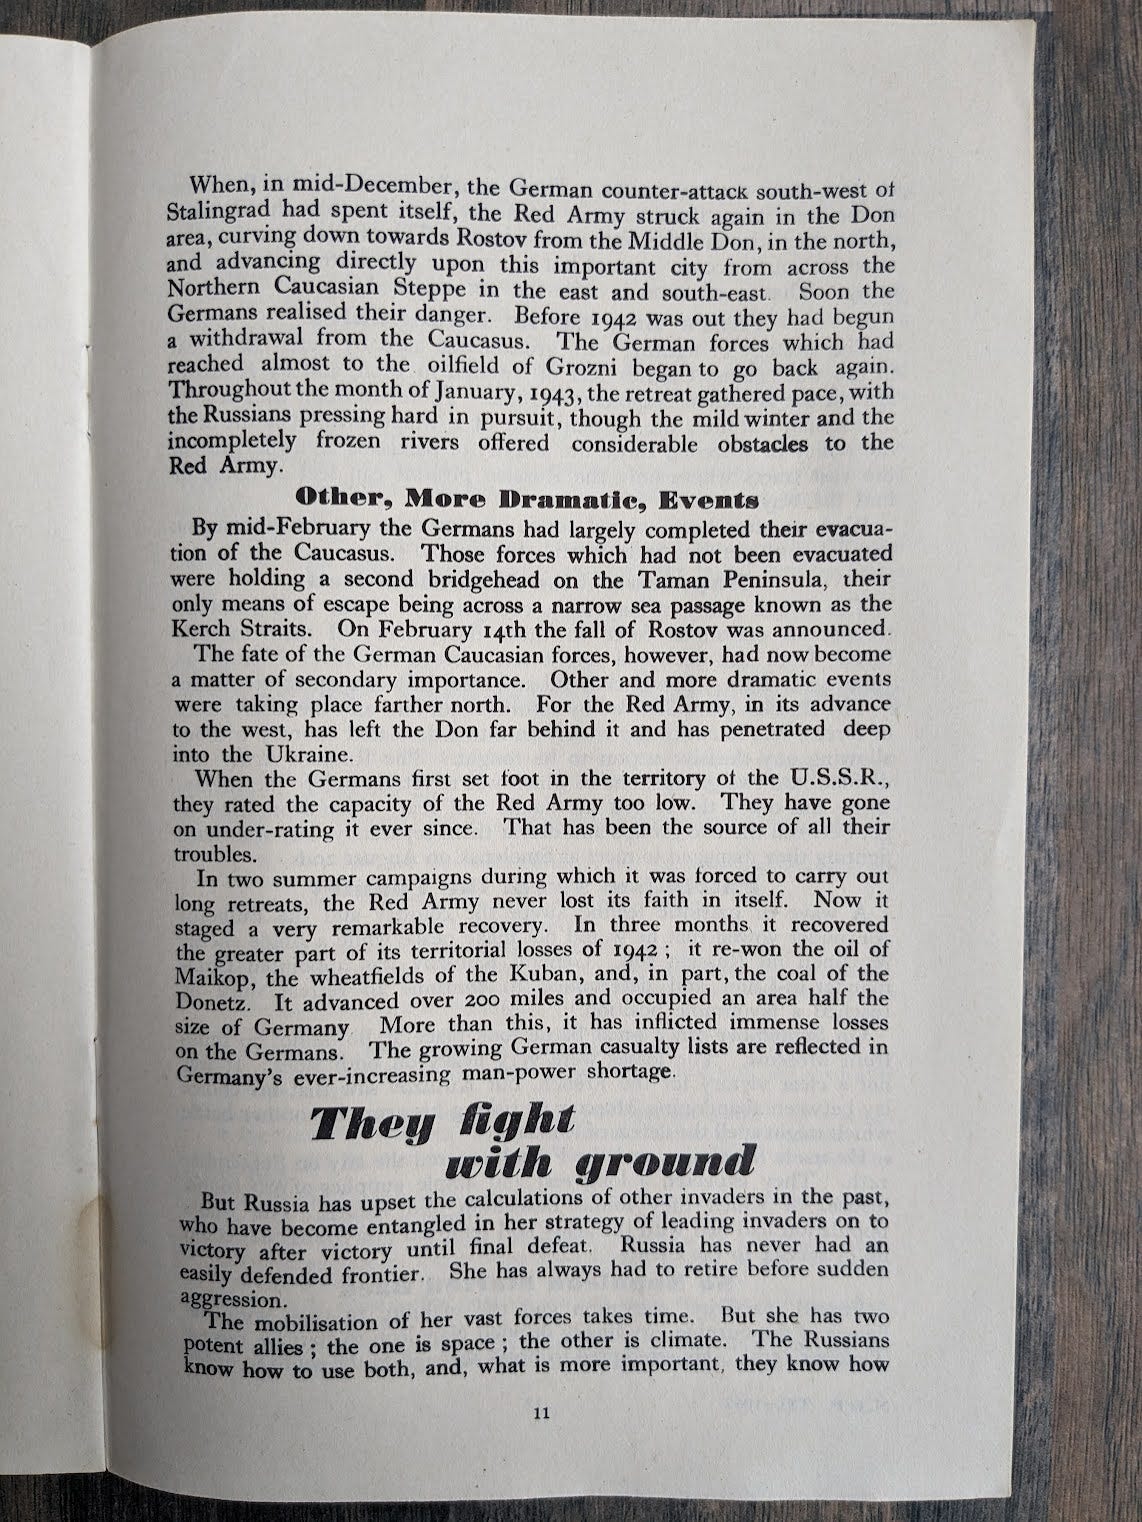 When, in mid-December, the German counter-attack south-west of
Stalingrad had spent itself, the Red Army struck again in the Don
area, curving down towards Rostov from the Middle Don, in the north,
and advancing directly upon this important city from across the
Northern Caucasian Steppe in the east and south-east. Soon the
Germans realised their danger. Before 1942 was out they had begun
a withdrawal from the Caucasus. The German forces which had
reached almost to the oilfield of Grozni began to go back again.
Throughout the month of January, 1943, the retreat gathered pace, with
the Russians pressing hard in pursuit, though the mild winter and the
incompletely frozen rivers offered considerable obstacles to the
Red Army.
Other, More Dramatic, Events
By mid-February the Germans had largely completed their evacua-
tion of the Caucasus. Those forces which had not been evacuated
were holding a second bridgehead on the Taman Peninsula, their
only means of escape being across a narrow sea passage known as the
Kerch Straits. On February 14th the fall of Rostov was announced.
The fate of the German Caucasian forces, however, had now become
a matter of secondary importance. Other and more dramatic events
were taking place farther north. For the Red Army, in its advance
to the west, has left the Don far behind it and has penetrated deep
into the Ukraine.
When the Germans first set foot in the territory of the U.S.S.R.,
they rated the capacity of the Red Army too low. They have gone
on under-rating it ever since. That has been the source of all their
troubles.
In two summer campaigns during which it was forced to carry out
long retreats, the Red Army never lost its faith in itself. Now it
staged a very remarkable recovery. In three months it recovered
the greater part of its territorial losses of 1942 ; it re-won the oil of
Maikop, the wheatfields of the Kuban, and, in part, the coal of the
Donetz. It advanced over 200 miles and occupied an area half the
size of Germany More than this, it has inflicted immense losses
on the Germans. The growing German casualty lists are reflected in
Germany's ever-increasing man-power shortage.
They fight
with ground
But Russia has upset the calculations of other invaders in the past,
who have become entangled in her strategy of leading invaders on to
victory after victory until final defeat. Russia has never had an
easily defended frontier. She has always had to retire before sudden
aggression.
The mobilisation of her vast forces takes time. But she has two
potent allies ; the one is space ; the other is climate. The Russians
know how to use both, and, what is more important, they know how
11